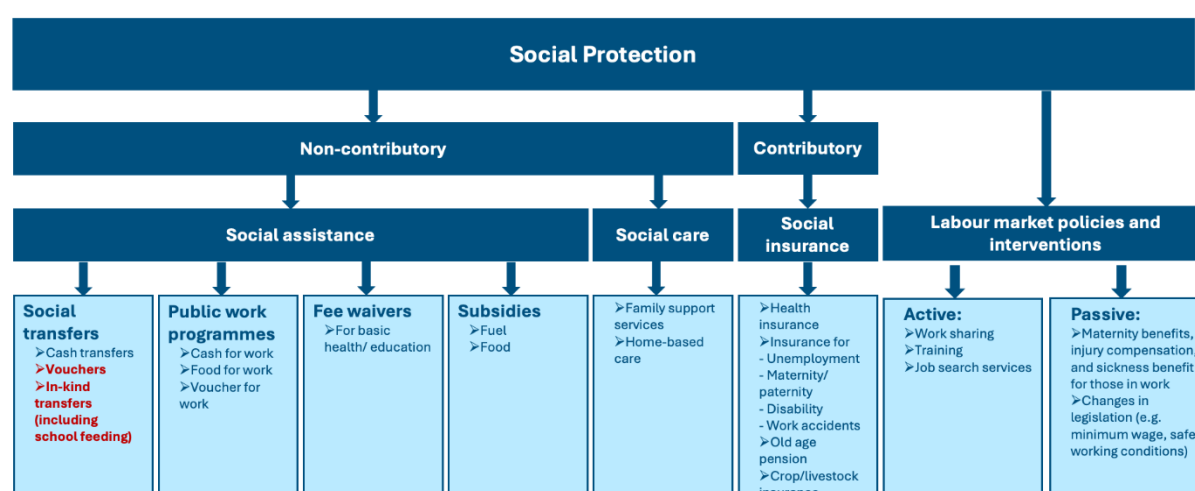 Social Protection
Non-contributory
Contributory
Social assistance
Social care
Social
insurance
Labour market policies and
interventions
Social
transfers
➢Cash transfers
➢Vouchers
➢In-kind
transfers
(including
school feeding)
Public work
programmes
➢Cash for work
➢Food for work
➢Voucher for
work
Fee waivers
➢For basic
health/ education
Subsidies
➢Fuel
➢Food
➢Family support
services
➢Home-based
care
➢Health
insurance
➢Insurance for
- Unemployment
- Maternity/
paternity
- Disability
- Work accidents
➢Old age
pension
➢Crop/livestock
Active:
➢Work sharing
➢Training
➢Job search services
Passive:
➢Maternity benefits,
injury compensation,
and sickness benefit
for those in work
➢Changes in
legislation (e.g.
minimum wage, safe
working conditions)